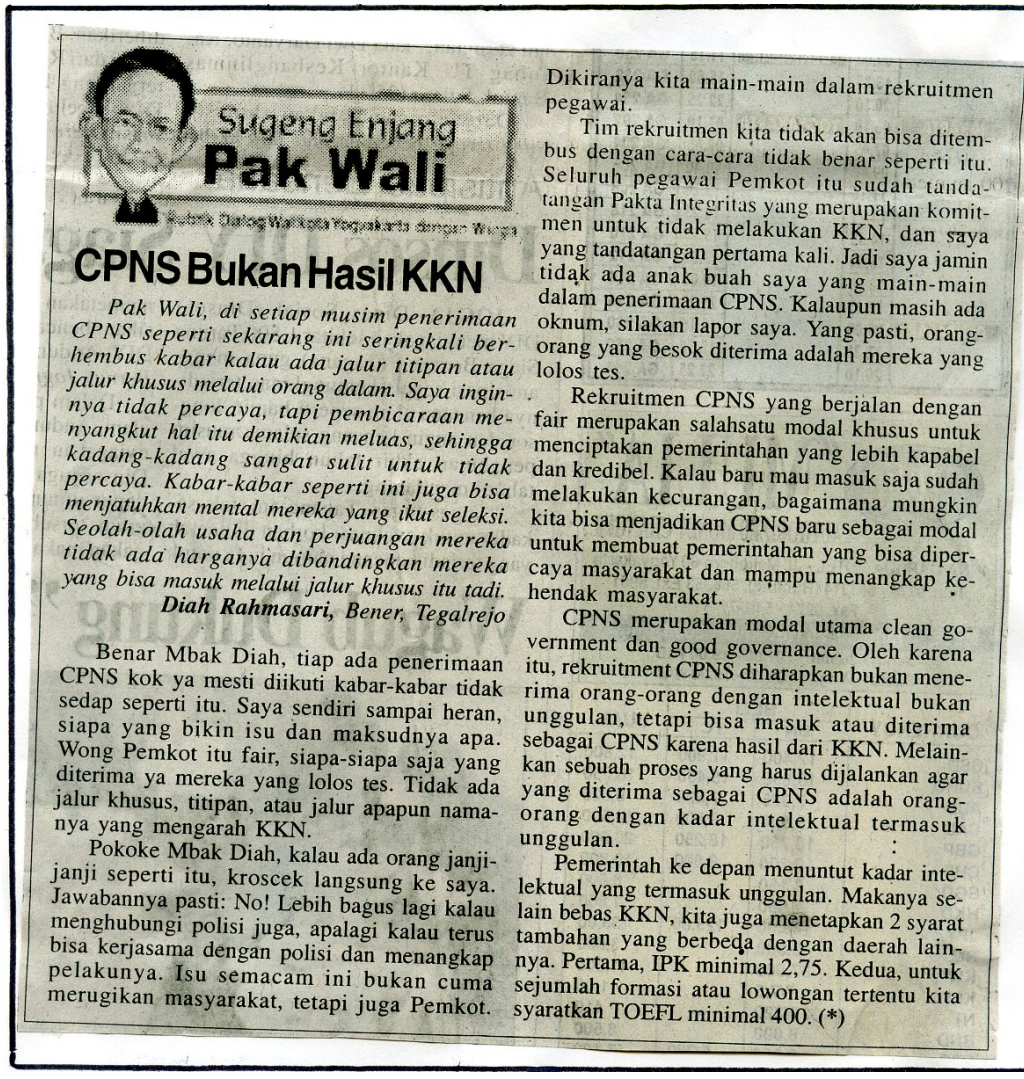 Sugeng Enjang
Pak Wali
Rubrik Dialog Walikota Yogyakarta dengan Warga
CPNS Bukan Hasil KKN
Pak Wali, di setiap musim penerimaan
CPNS seperti sekarang ini seringkali ber-
hembus kabar kalau ada jalur titipan atau
jalur khusus melalui orang dalam. Saya ingin-
nya tidak percaya, tapi pembicaraan me-
nyangkut hal itu demikian meluas, sehingga
kadang-kadang sangat sulit untuk tidak
percaya. Kabar-kabar seperti ini juga bisa
menjatuhkan mental mereka yang ikut seleksi.
Seolah-olah usaha dan perjuangan mereka
tidak ada harganya dibandingkan mereka
yang bisa masuk melalui jalur khusus itu tadi.
Diah Rahmasari, Bener, Tegalrejo
Benar Mbak Diah, tiap ada penerimaan
CPNS kok ya mesti diikuti kabar-kabar tidak
sedap seperti itu. Saya sendiri sampai heran,
siapa yang bikin isu dan maksudnya apa.
Wong Pemkot itu fair, siapa-siapa saja yang
diterima ya mereka yang lolos tes. Tidak ada
jalur khusus, titipan, atau jalur apapun nama-
nya yang mengarah KKN.
Pokoke Mbak Diah, kalau ada orang janji-
janji seperti itu, kroscek langsung ke saya.
Jawabannya pasti: No! Lebih bagus lagi kalau
menghubungi polisi juga, apalagi kalau terus
bisa kerjasama dengan polisi dan menangkap
pelakunya. Isu semacam ini bukan cuma
merugikan masyarakat, tetapi juga Pemkot.
Dikiranya kita main-main dalam rekruitmen
pegawai.
Tim rekruitmen kita tidak akan bisa ditem-
bus dengan cara-cara tidak benar seperti itu.
Seluruh pegawai Pemkot itu sudah tanda-
tangan Pakta Integritas yang merupakan komit-
men untuk tidak melakukan KKN, dan saya
yang tandatangan pertama kali. Jadi saya jamin
tidak ada anak buah saya yang main-main
dalam penerimaan CPNS. Kalaupun masih ada
oknum, silakan lapor saya. Yang pasti, orang-
orang yang besok diterima adalah mereka yang
lolos tes.
Rekruitmen CPNS yang berjalan dengan
fair merupakan salahsatu modal khusus untuk
menciptakan pemerintahan yang lebih kapabel
dan kredibel. Kalau baru mau masuk saja sudah
melakukan kecurangan, bagaimana mungkin
kita bisa menjadikan CPNS baru sebagai modal
untuk membuat pemerintahan yang bisa diper-
caya masyarakat dan mampu menangkap ke-
hendak masyarakat.
CPNS merupakan modal utama clean go-
vernment dan good governance. Oleh karena
itu, rekruitment CPNS diharapkan bukan mene-
rima orang-orang dengan intelektual bukan
unggulan, tetapi bisa masuk atau diterima
sebagai CPNS karena hasil dari KKN. Melain-
kan sebuah proses yang harus dijalankan agar
yang diterima sebagai CPNS adalah orang-
orang dengan kadar intelektual termasuk
unggulan.
Pemerintah ke depan menuntut kadar inte-
lektual yang termasuk unggulan. Makanya se-
lain bebas KKN, kita juga menetapkan 2 syarat
tambahan yang berbeda dengan daerah lain-
nya. Pertama, IPK minimal 2,75. Kedua, untuk
sejumlah formasi atau lowongan tertentu kita
syaratkan TOEFL minimal 400. (*)